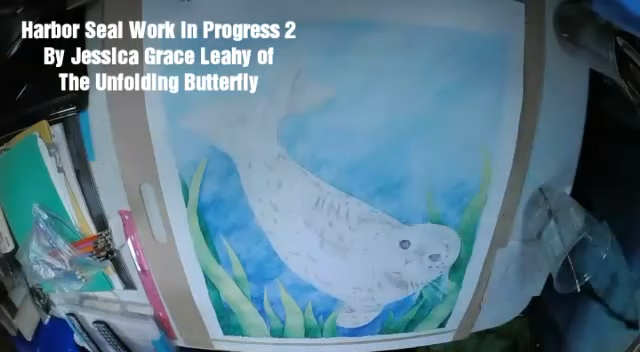 Harbor Seal Work In Progress 2
By Jessica Grace Leahy of
The Unfolding Butterfly